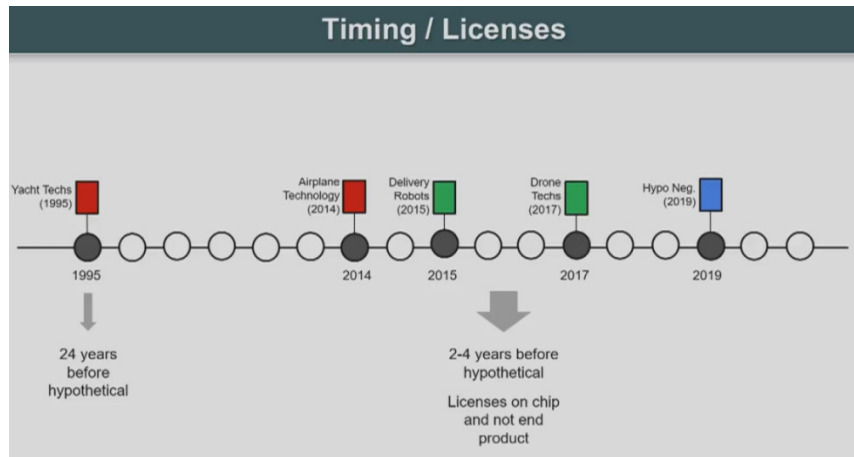 Timing / Licenses
Yacht Techs
(1995)
Airplane
Technology
(2014)
Delivery
Robots
(2015)
Drone
Techs
(2017)
Hypo Neg.
(2019)
1995
2014
2015
2017
2019
24 years
before
hypothetical
2-4 years before
hypothetical
Licenses on chip
and not end
product